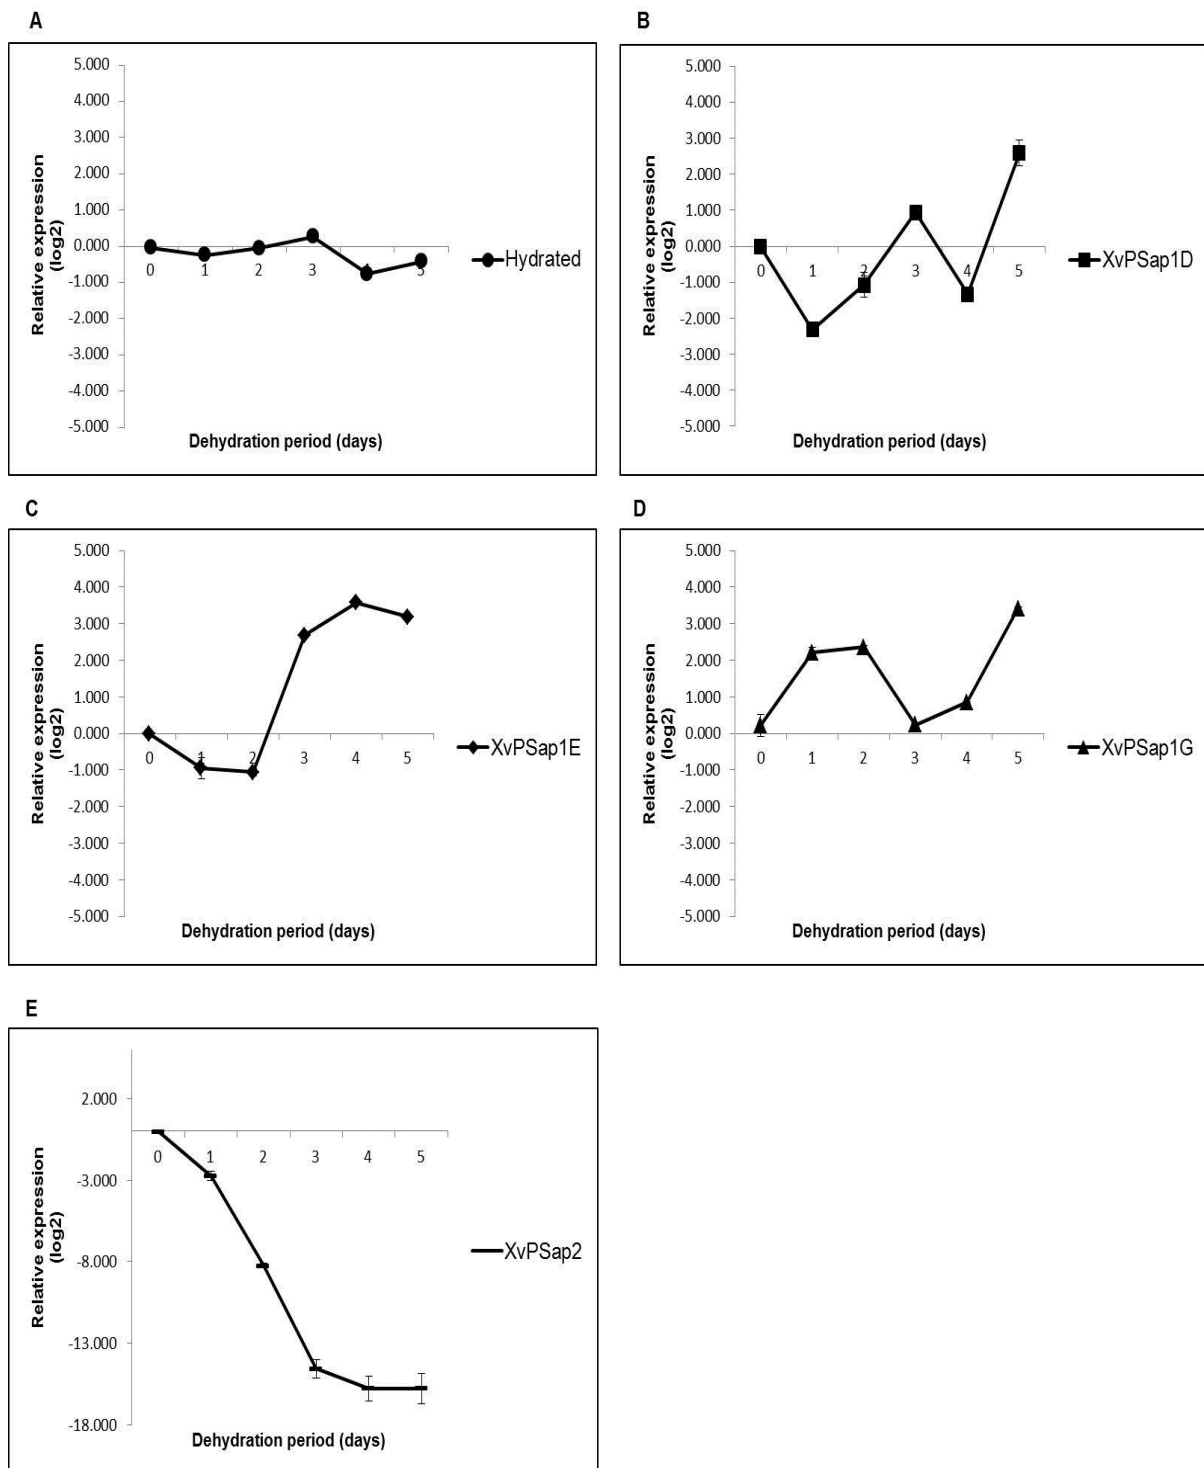 A
5.000
4.000
3.000
2.000
1.000
0.000
-1.000
-2.000
-3.000
-4.000
-5.000
Relative expression
(log2)
0 1 2 3 5
Hydrated
Dehydration period (days)
B
5.000
4.000
3.000
2.000
1.000
0.000
-1.000
-2.000
-3.000
-4.000
-5.000
Relative expression
(log2)
0 1 2 3 4 5
XvPSap1D
Dehydration period (days)
C
5.000
4.000
3.000
2.000
1.000
0.000
-1.000
-2.000
-3.000
-4.000
-5.000
Relative expression
(log2)
0 1 2 3 4 5
XvPSap1E
Dehydration period (days)
D
5.000
4.000
3.000
2.000
1.000
0.000
-1.000
-2.000
-3.000
-4.000
-5.000
Relative expression
(log2)
0 1 2 3 4 5
XvPSap1G
Dehydration period (days)
E
2.000
-3.000
-8.000
-13.000
-18.000
Relative expression
(log2)
0 1 2 3 4 5
XvPSap2
Dehydration period (days)